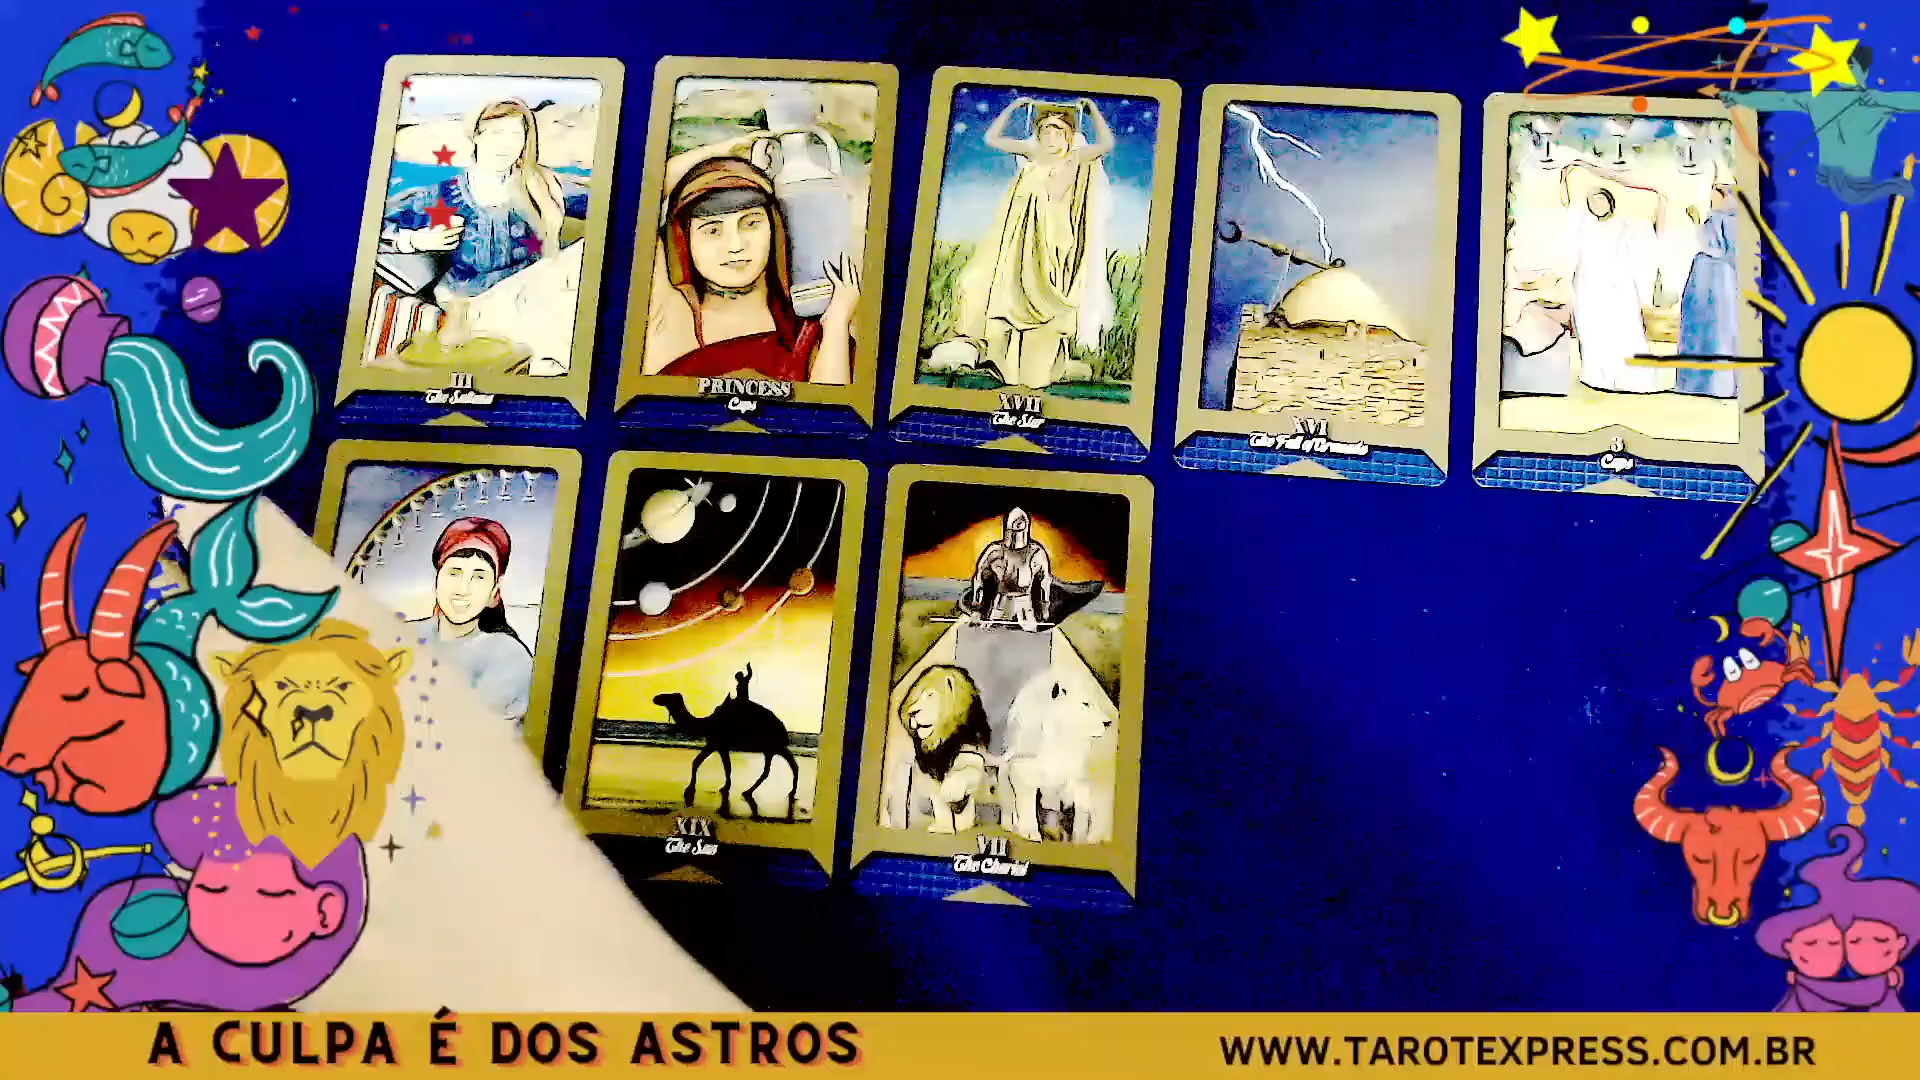 III
The Sultana
PRINCESS
Cups
XVII
The Star
XVI
3
Cups
XIX
The Sun
VII
The Chariot
A CULPA É DOS ASTROS
WWW.TAROTEXPRESS.COM.BR